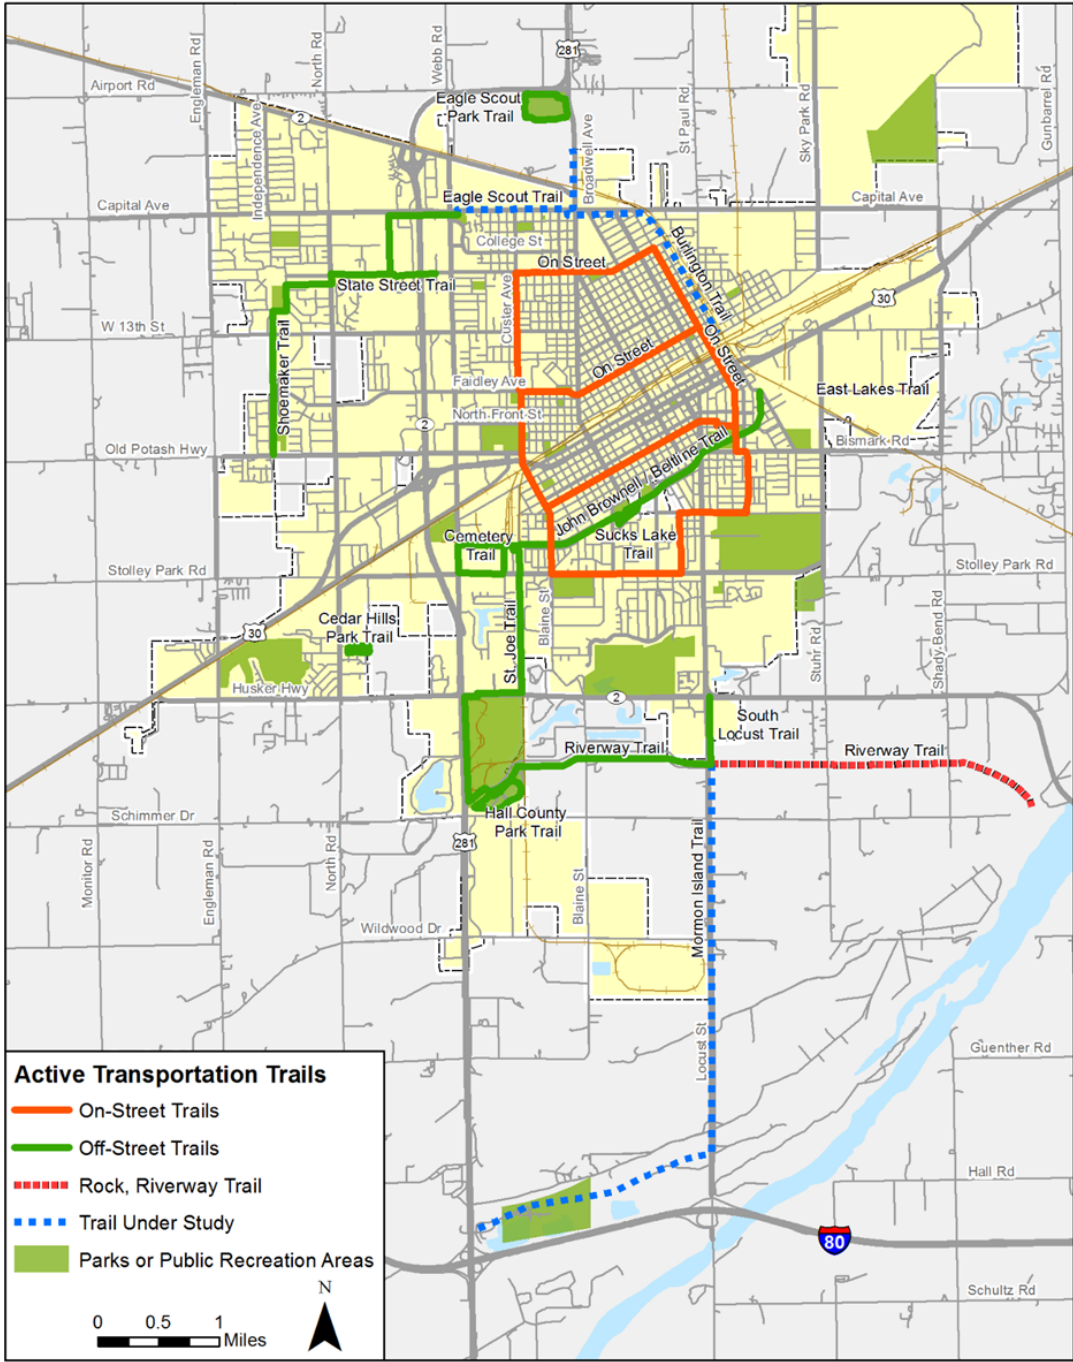 Engleman Rd
North Rd
Webb Rd
281
Airport Rd
Independence Ave
2
Eagle Scout
Park Trail
Broadwell Ave
St Paul Rd
Sky Park Rd
Gunbarrel Rd
Capital Ave
Eagle Scout Trail
Capital Ave
College St
On Street
Burlington Trail
State Street Trail
Custer Ave
30
W 13th St
Shoemaker Trail
On Street
On Street
Faidley Ave
East Lakes Trail
North Front St
2
Old Potash Hwy
Bismark Rd
John Brownell / Beltline Trail
Cemetery
Trail
Sucks Lake
Trail
Stolley Park Rd
Stolley Park Rd
Cedar Hills
Park Trail
30
St. Joe Trail
Blaine St
Stuhr Rd
Shady Bend Rd
Husker Hwy
2
South
Locust Trail
Riverway Trail
Riverway Trail
Schimmer Dr
Hall County
Park Trail
281
Monitor Rd
Engleman Rd
North Rd
Blaine St
Mormon Island Trail
Wildwood Dr
Locust St
Guenther Rd
Hall Rd
80
Schultz Rd
Active Transportation Trails
On-Street Trails
Off-Street Trails
Rock, Riverway Trail
Trail Under Study
Parks or Public Recreation Areas
N
0 0.5 1
Miles